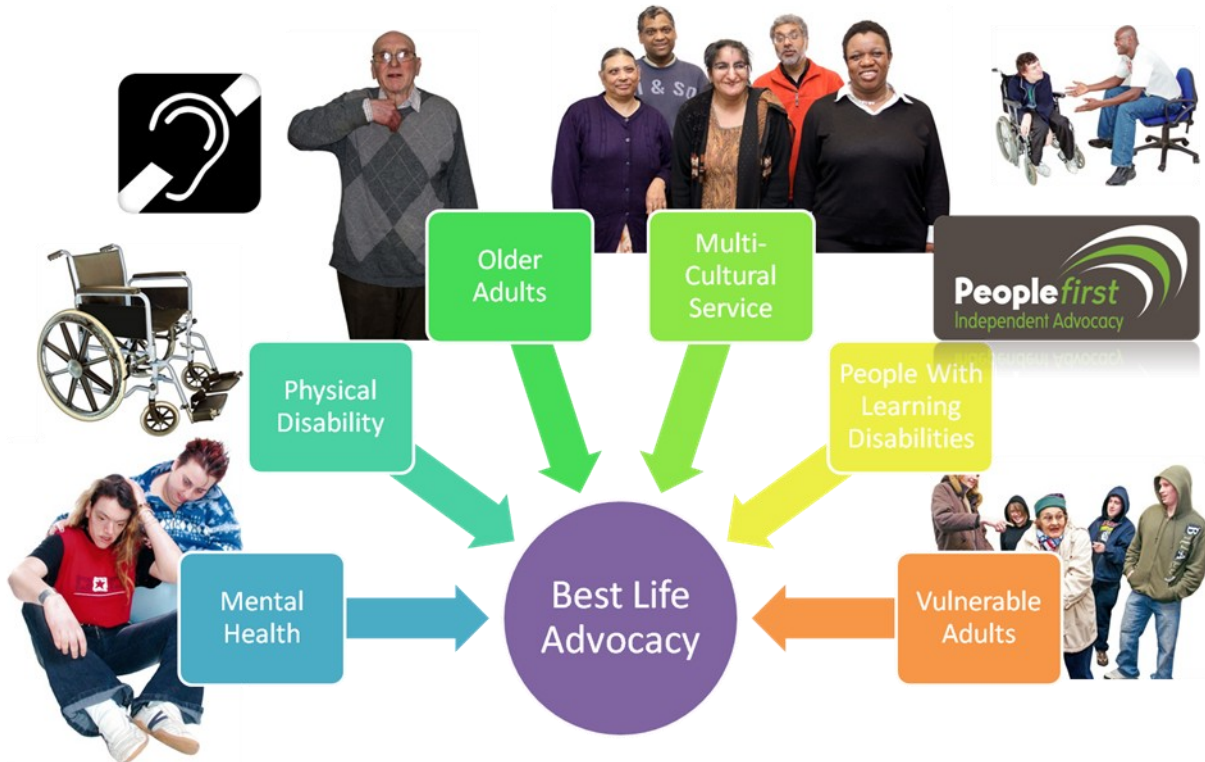 & So
Older
Adults
Multi-
Cultural
Service
Peoplefirst
Independent Advocacy
Physical
Disability
People With
Learning
Disabilities
Mental
Health
Best Life
Advocacy
Vulnerable
Adults